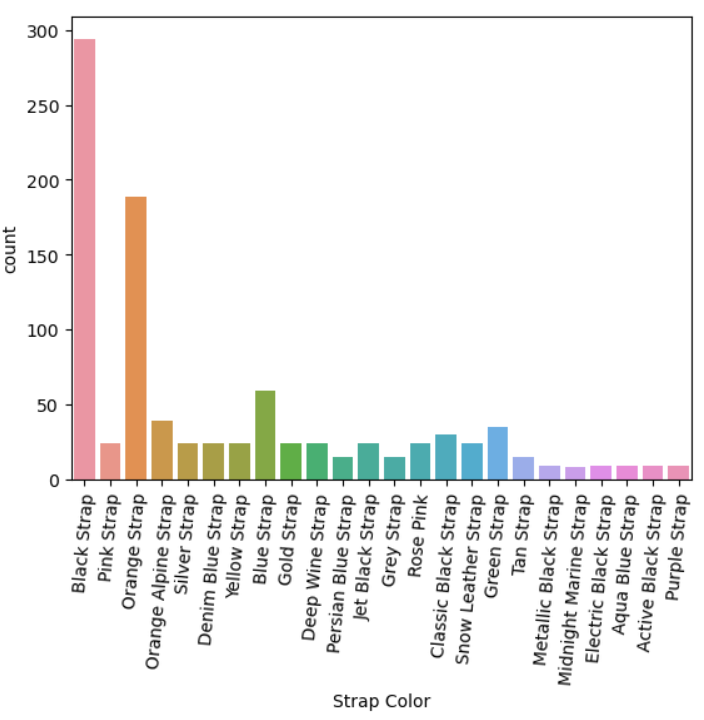 300
250
200
150
100
50
0
count
Black Strap
Pink Strap
Orange Strap
Orange Alpine Strap
Silver Strap
Denim Blue Strap
Yellow Strap
Blue Strap
Gold Strap
Deep Wine Strap
Persian Blue Strap
Jet Black Strap
Grey Strap
Rose Pink
Classic Black Strap
Snow Leather Strap
Green Strap
Tan Strap
Metallic Black Strap
Midnight Marine Strap
Electric Black Strap
Aqua Blue Strap
Active Black Strap
Purple Strap
Strap Color